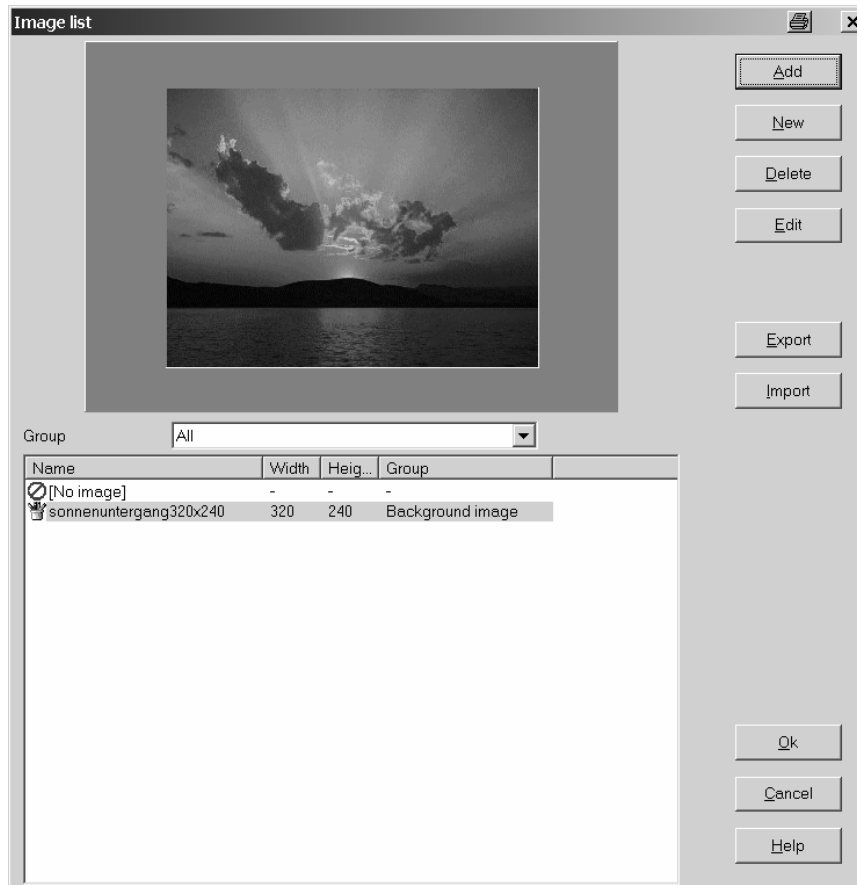 Image list
Add
New
Delete
Edit
Export
Import
Group All
Name Width Heig... Group
[No image] - - -
sonnenuntergang320x240 320 240 Background image
Ok
Cancel
Help